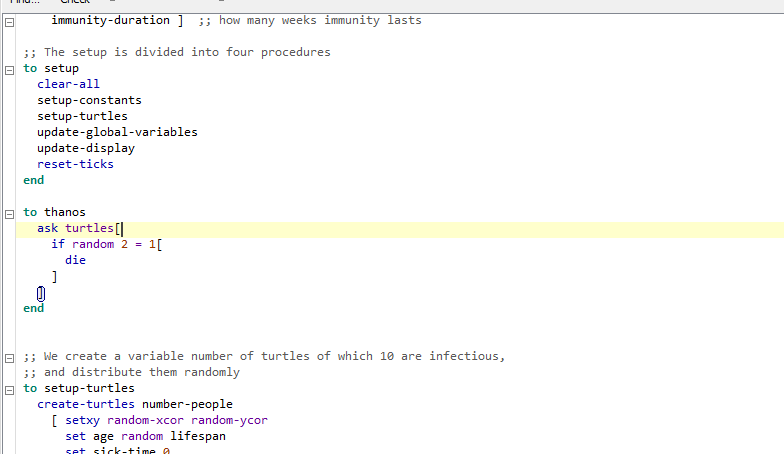 Find... Check
immunity-duration ]  ;; how many weeks immunity lasts
;; The setup is divided into four procedures
to setup
  clear-all
  setup-constants
  setup-turtles
  update-global-variables
  update-display
  reset-ticks
end
to thanos
  ask turtles[
    if random 2 = 1[
      die
    ]
  ]
end
;; We create a variable number of turtles of which 10 are infectious,
;; and distribute them randomly
to setup-turtles
  create-turtles number-people
    [ setxy random-xcor random-ycor
      set age random lifespan
      set sick-time 0